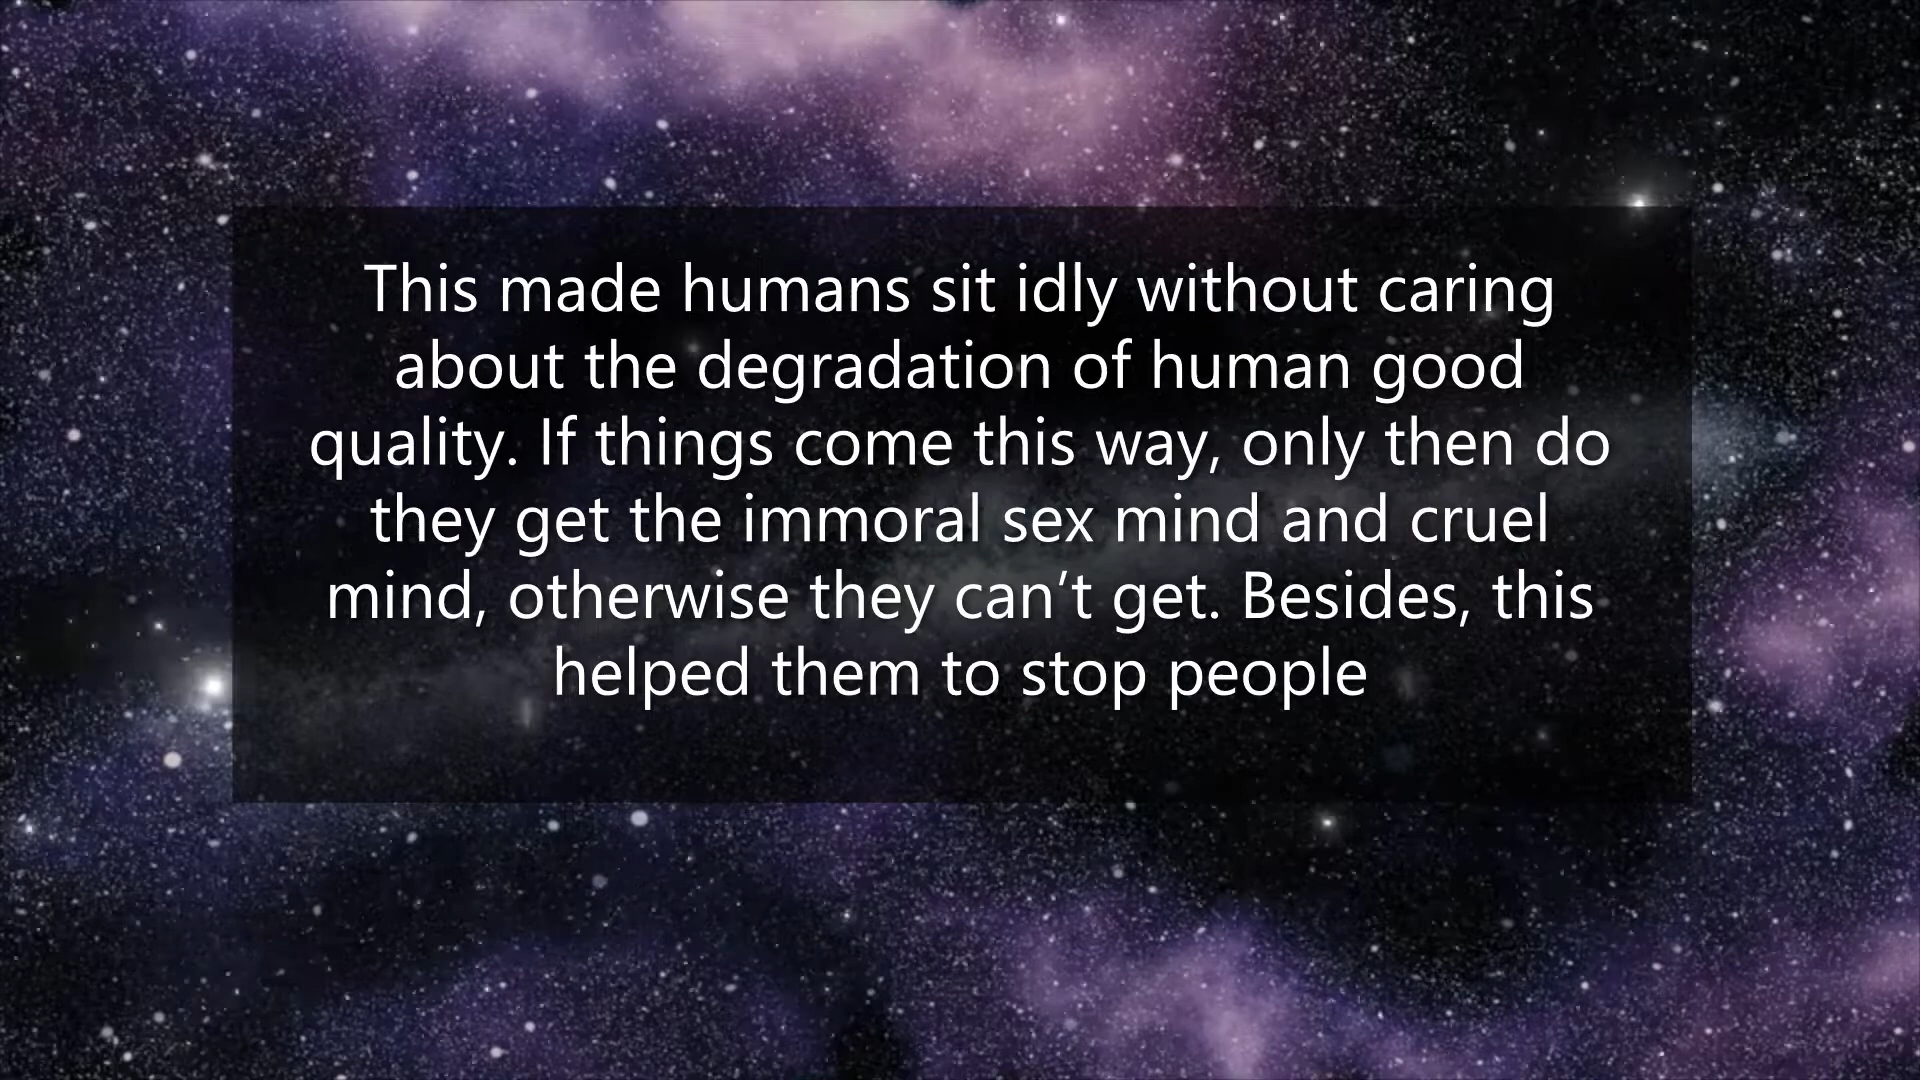 This made humans sit idly without caring
about the degradation of human good
quality. If things come this way, only then do
they get the immoral sex mind and cruel
mind, otherwise they can’t get. Besides, this
helped them to stop people